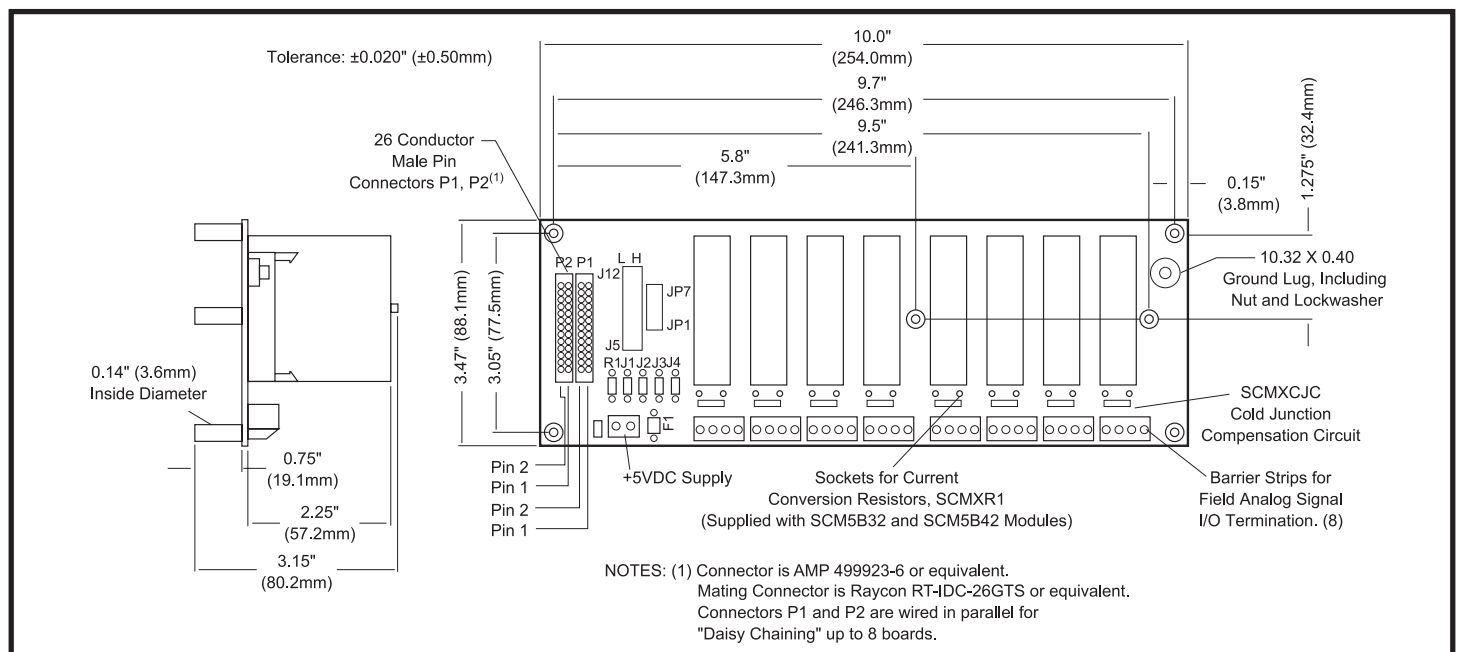 Tolerance: ±0.020" (±0.50mm)
10.0"
(254.0mm)
9.7"
(246.3mm)
9.5"
(241.3mm)
5.8"
(147.3mm)
0.15"
(3.8mm)
1.275" (32.4mm)
26 Conductor
Male Pin
Connectors P1, P2(1)
3.47" (88.1mm)
3.05" (77.5mm)
P2 P1
L H
J12
JP7
JP1
J5
R1 J1 J2 J3 J4
F1
10.32 X 0.40
Ground Lug, Including
Nut and Lockwasher
0.14" (3.6mm)
Inside Diameter
SCMXCJC
Cold Junction
Compensation Circuit
0.75"
(19.1mm)
2.25"
(57.2mm)
3.15"
(80.2mm)
Pin 2
Pin 1
Pin 2
Pin 1
+5VDC Supply
Sockets for Current
Conversion Resistors, SCMXR1
(Supplied with SCM5B32 and SCM5B42 Modules)
Barrier Strips for
Field Analog Signal
I/O Termination. (8)
NOTES: (1) Connector is AMP 499923-6 or equivalent.
Mating Connector is Raycon RT-IDC-26GTS or equivalent.
Connectors P1 and P2 are wired in parallel for
"Daisy Chaining" up to 8 boards.